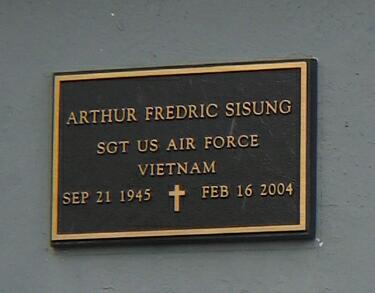 ARTHUR FREDRIC SISUNG
SGT US AIR FORCE
VIETNAM
SEP 21 1945 FEB 16 2004